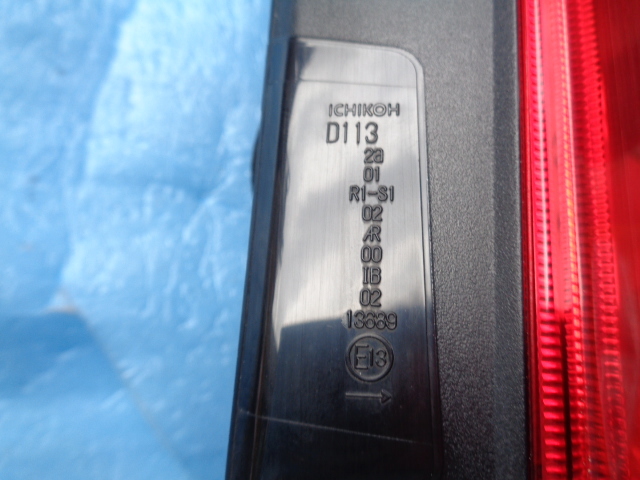 ICHIKOH
D113
2a
01
R1-S1
02
AR
00
IB
02
13689
E13